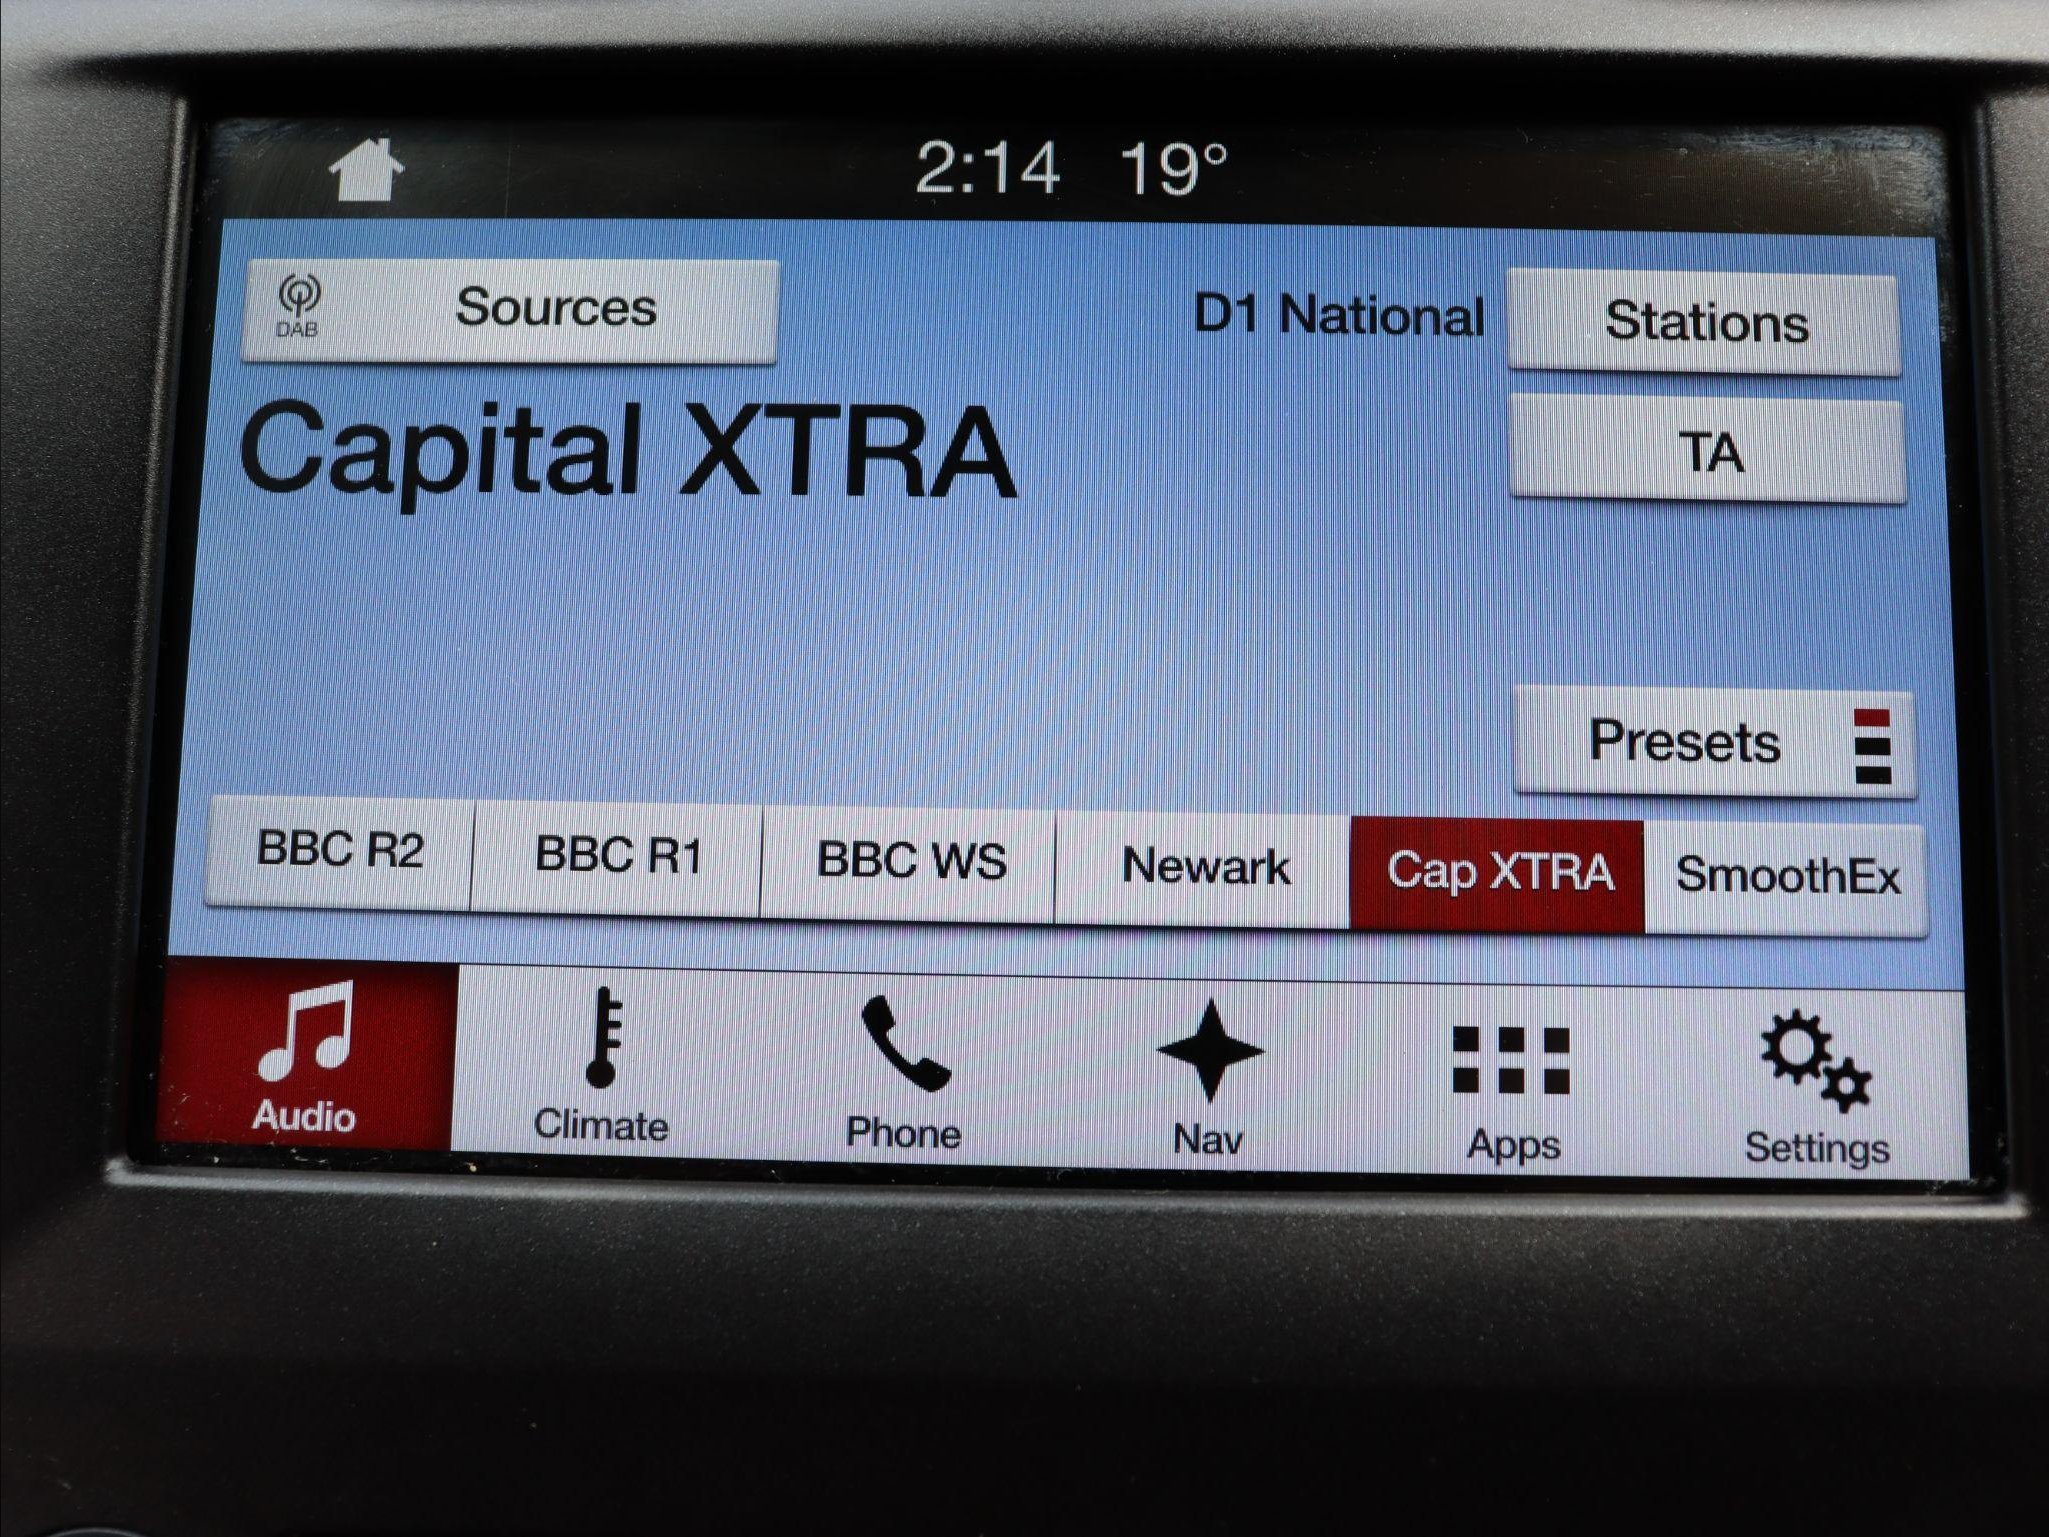 2:14 19°
DAB
Sources
D1 National
Stations
Capital XTRA
TA
Presets
BBC R2
BBC R1
BBC WS
Newark
Cap XTRA
SmoothEx
Audio
Climate
Phone
Nav
Apps
Settings